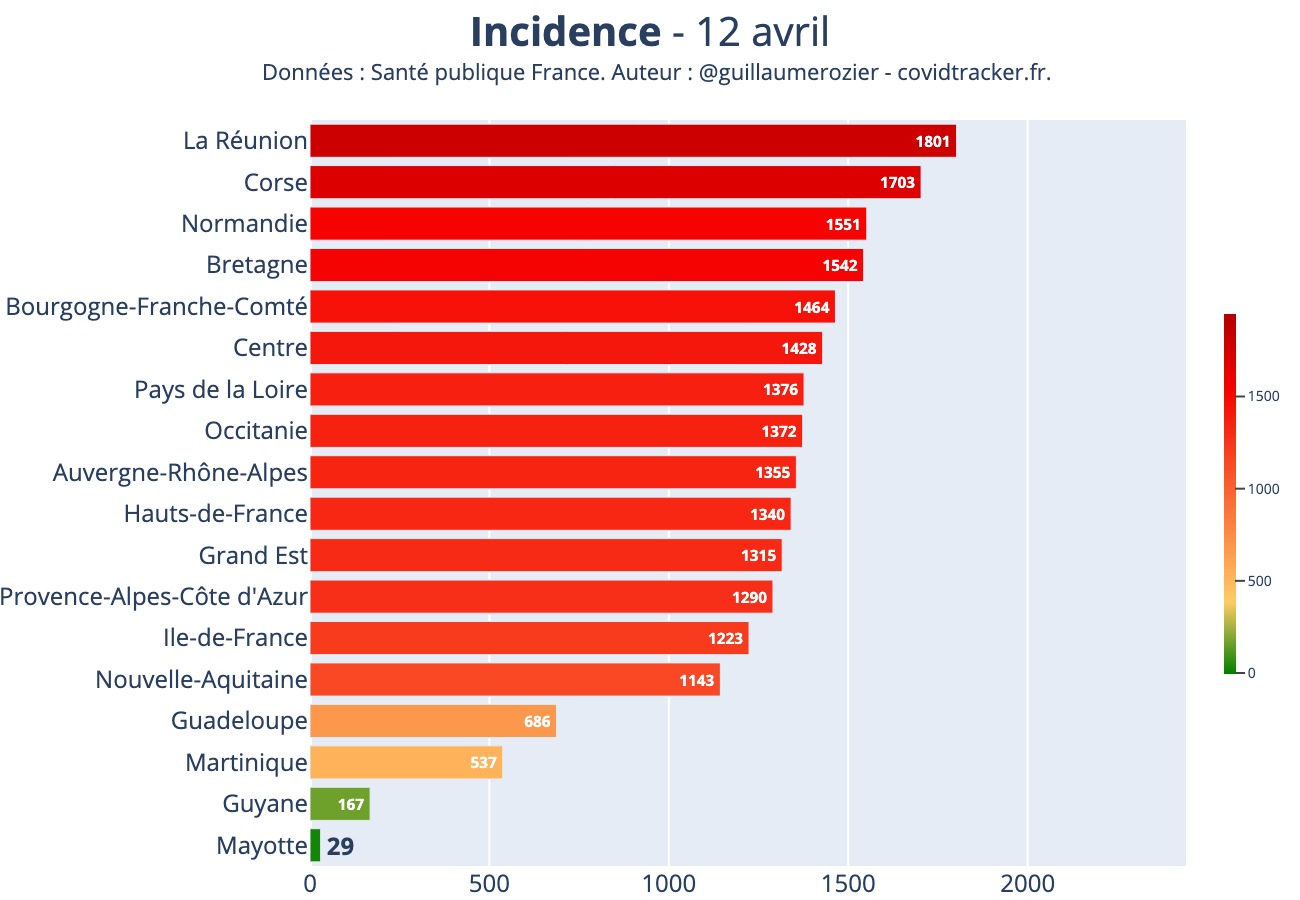 Incidence - 12 avril
Données : Santé publique France. Auteur : @guillaumerozier - covidtracker.fr.
La Réunion 1801
Corse 1703
Normandie 1551
Bretagne 1542
Bourgogne-Franche-Comté 1464
Centre 1428
Pays de la Loire 1376
Occitanie 1372
Auvergne-Rhône-Alpes 1355
Hauts-de-France 1340
Grand Est 1315
Provence-Alpes-Côte d'Azur 1290
Ile-de-France 1223
Nouvelle-Aquitaine 1143
Guadeloupe 686
Martinique 537
Guyane 167
Mayotte 29
0 500 1000 1500 2000
1500
1000
500
0